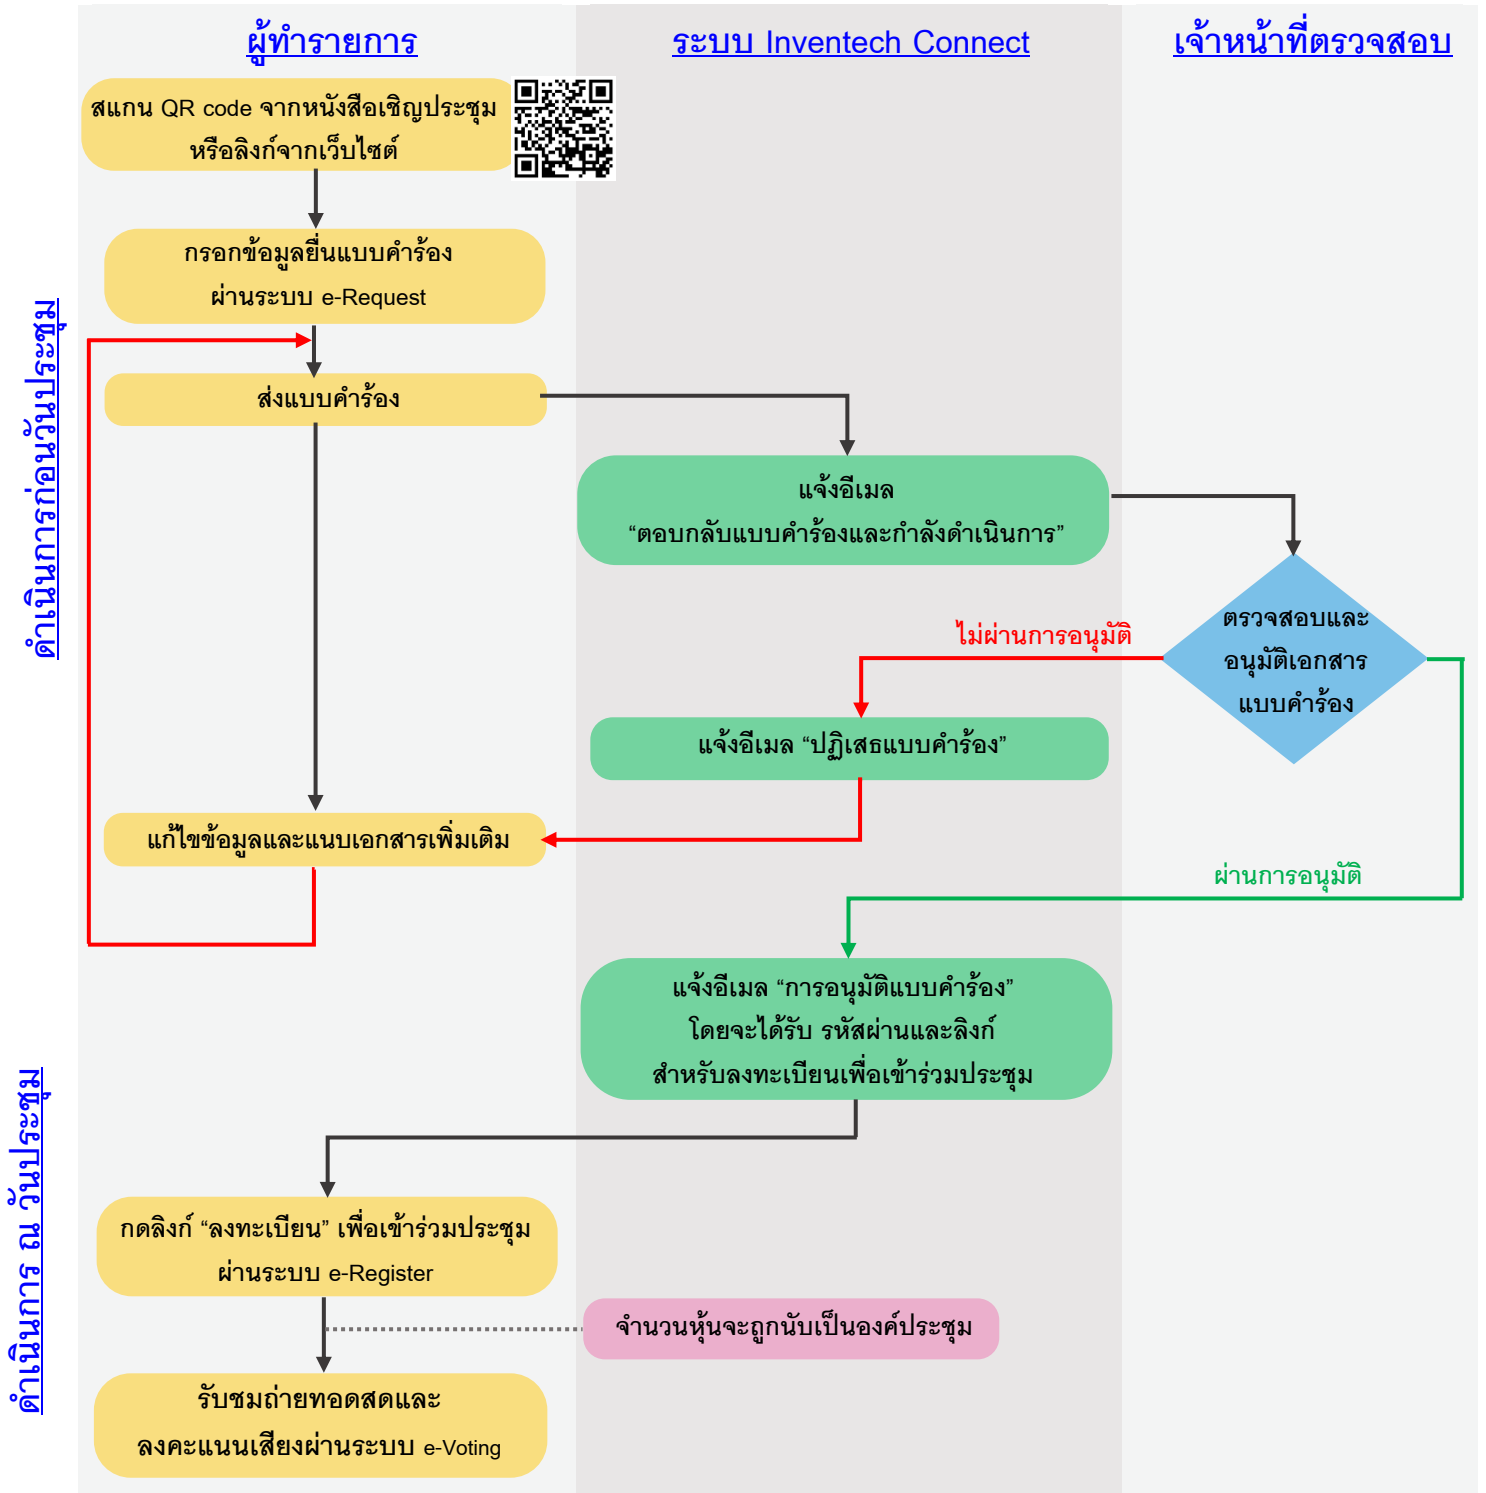 ผู้ทำรายการ
ระบบ Inventech Connect
เจ้าหน้าที่ตรวจสอบ
ดำเนินการก่อนวันประชุม
สแกน QR code จากหนังสือเชิญประชุม
หรือลิงก์จากเว็บไซต์
กรอกข้อมูลยื่นแบบคำร้อง
ผ่านระบบ e-Request
ส่งแบบคำร้อง
แจ้งอีเมล
“ตอบกลับแบบคำร้องและกำลังดำเนินการ”
ตรวจสอบและ
อนุมัติเอกสาร
แบบคำร้อง
ไม่ผ่านการอนุมัติ
แจ้งอีเมล “ปฏิเสธแบบคำร้อง”
แก้ไขข้อมูลและแนบเอกสารเพิ่มเติม
ผ่านการอนุมัติ
แจ้งอีเมล “การอนุมัติแบบคำร้อง”
โดยจะได้รับ รหัสผ่านและลิงก์
สำหรับลงทะเบียนเพื่อเข้าร่วมประชุม
ดำเนินการ ณ วันประชุม
กดลิงก์ “ลงทะเบียน” เพื่อเข้าร่วมประชุม
ผ่านระบบ e-Register
จำนวนหุ้นจะถูกนับเป็นองค์ประชุม
รับชมถ่ายทอดสดและ
ลงคะแนนเสียงผ่านระบบ e-Voting